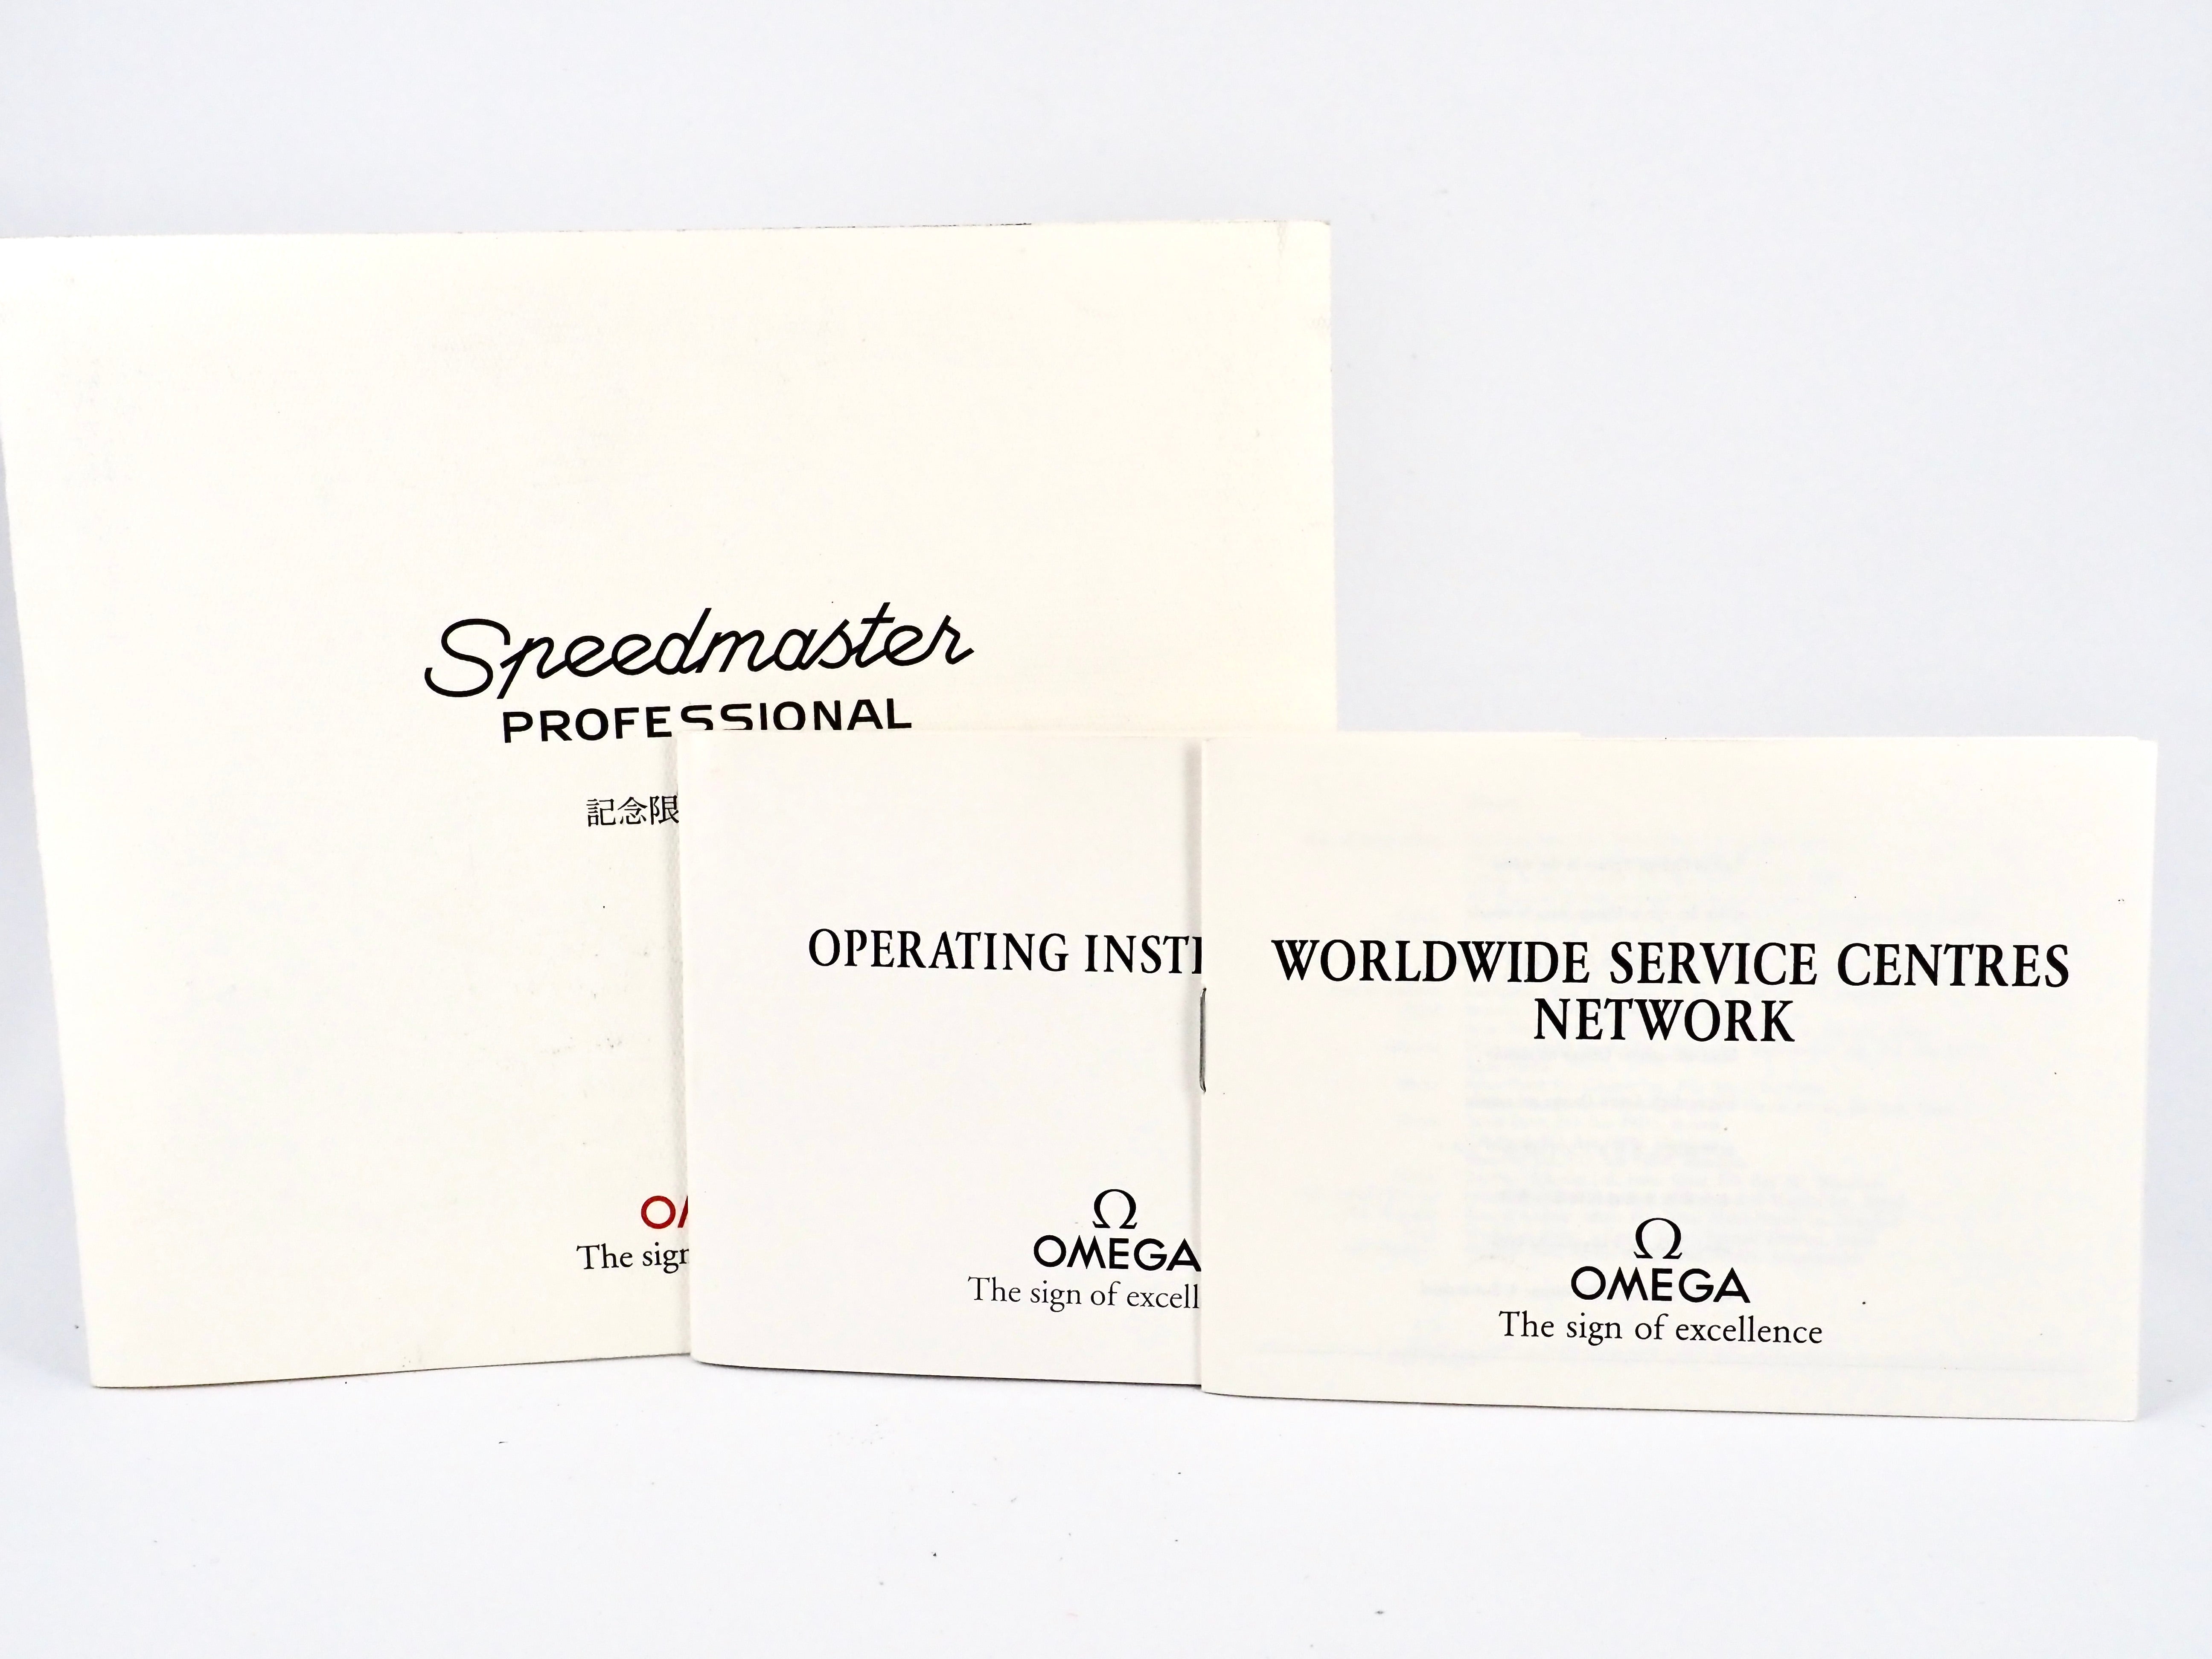 Speedmaster
PROFESSIONAL
記念限
The sign
OPERATING INST
Ω
OMEGA
The sign of excell
WORLDWIDE SERVICE CENTRES
NETWORK
Ω
OMEGA
The sign of excellence